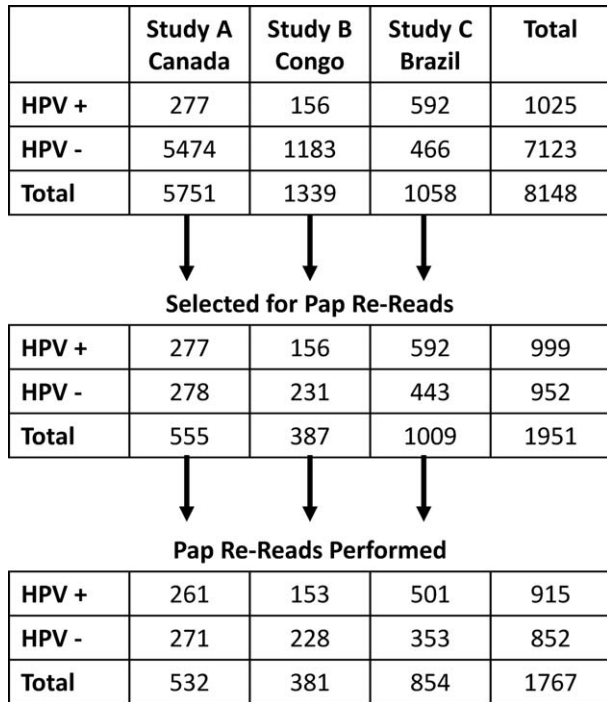 Study A Canada Study B Congo Study C Brazil Total
HPV + 277 156 592 1025
HPV - 5474 1183 466 7123
Total 5751 1339 1058 8148
Selected for Pap Re-Reads
HPV + 277 156 592 999
HPV - 278 231 443 952
Total 555 387 1009 1951
Pap Re-Reads Performed
HPV + 261 153 501 915
HPV - 271 228 353 852
Total 532 381 854 1767